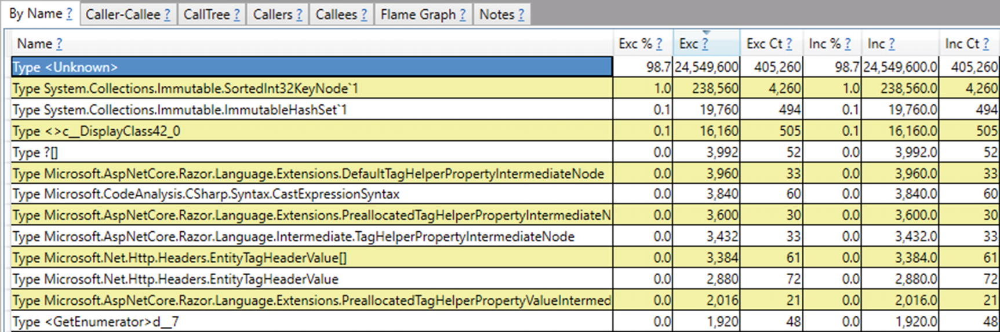 By Name ? Caller-Callee ? CallTree ? Callers ? Callees ? Flame Graph ? Notes ?
Name ? Exc % ? Exc ? Exc Ct ? Inc % ? Inc ? Inc Ct ?
Type <Unknown> 98.7 24,549,600 405,260 98.7 24,549,600.0 405,260
Type System.Collections.Immutable.SortedInt32KeyNode`1 1.0 238,560 4,260 1.0 238,560.0 4,260
Type System.Collections.Immutable.ImmutableHashSet`1 0.1 19,760 494 0.1 19,760.0 494
Type <>c__DisplayClass42_0 0.1 16,160 505 0.1 16,160.0 505
Type ?[] 0.0 3,992 52 0.0 3,992.0 52
Type Microsoft.AspNetCore.Razor.Language.Extensions.DefaultTagHelperPropertyIntermediateNode 0.0 3,960 33 0.0 3,960.0 33
Type Microsoft.CodeAnalysis.CSharp.Syntax.CastExpressionSyntax 0.0 3,840 60 0.0 3,840.0 60
Type Microsoft.AspNetCore.Razor.Language.Extensions.PreallocatedTagHelperPropertyIntermediateN 0.0 3,600 30 0.0 3,600.0 30
Type Microsoft.AspNetCore.Razor.Language.Intermediate.TagHelperPropertyIntermediateNode 0.0 3,432 33 0.0 3,432.0 33
Type Microsoft.Net.Http.Headers.EntityTagHeaderValue[] 0.0 3,384 61 0.0 3,384.0 61
Type Microsoft.Net.Http.Headers.EntityTagHeaderValue 0.0 2,880 72 0.0 2,880.0 72
Type Microsoft.AspNetCore.Razor.Language.Extensions.PreallocatedTagHelperPropertyValueIntermed 0.0 2,016 21 0.0 2,016.0 21
Type <GetEnumerator>d__7 0.0 1,920 48 0.0 1,920.0 48